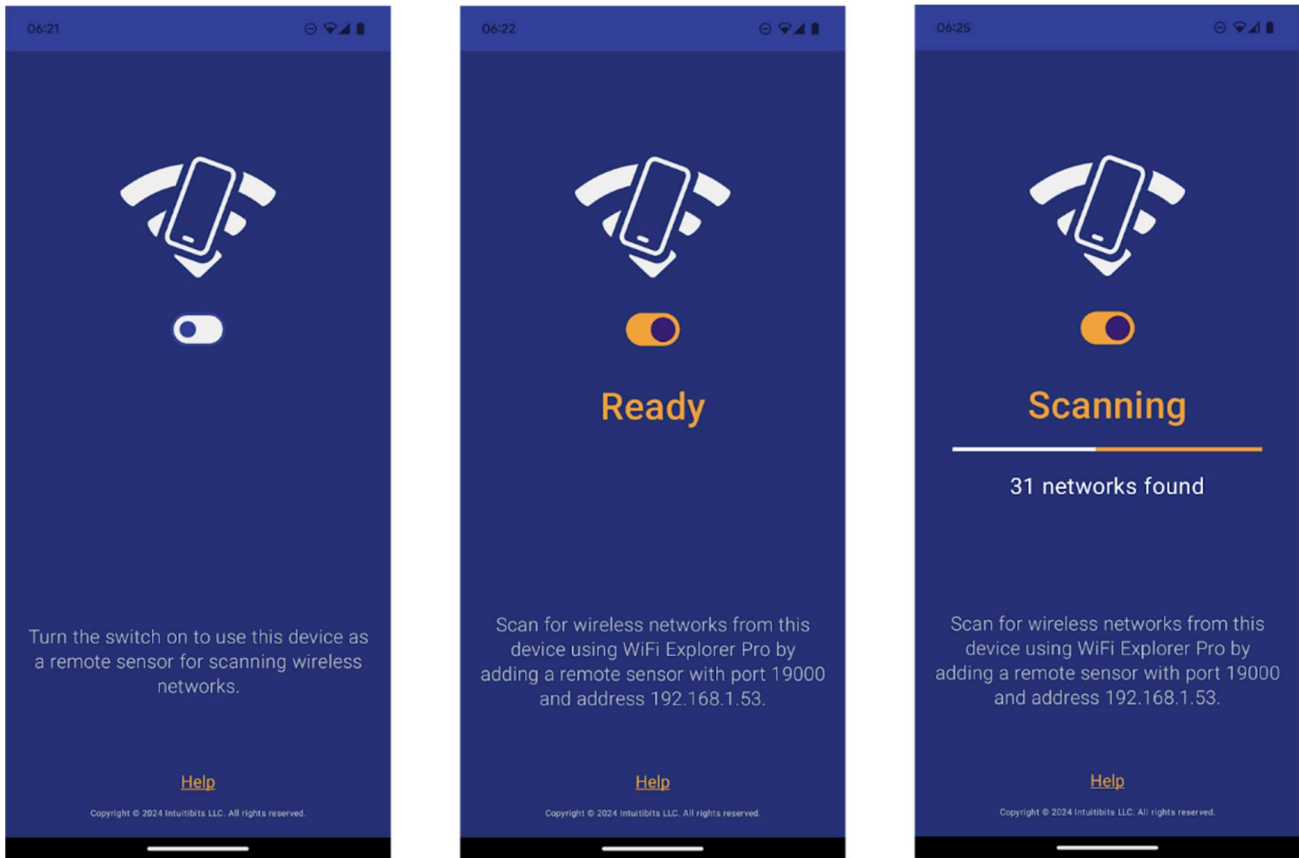 06:21
Turn the switch on to use this device as
a remote sensor for scanning wireless
networks.
Help
Copyright © 2024 Intuitibits LLC. All rights reserved.
06:22
Ready
Scan for wireless networks from this
device using WiFi Explorer Pro by
adding a remote sensor with port 19000
and address 192.168.1.53.
Help
Copyright © 2024 Intuitibits LLC. All rights reserved.
06:25
Scanning
31 networks found
Scan for wireless networks from this
device using WiFi Explorer Pro by
adding a remote sensor with port 19000
and address 192.168.1.53.
Help
Copyright © 2024 Intuitibits LLC. All rights reserved.